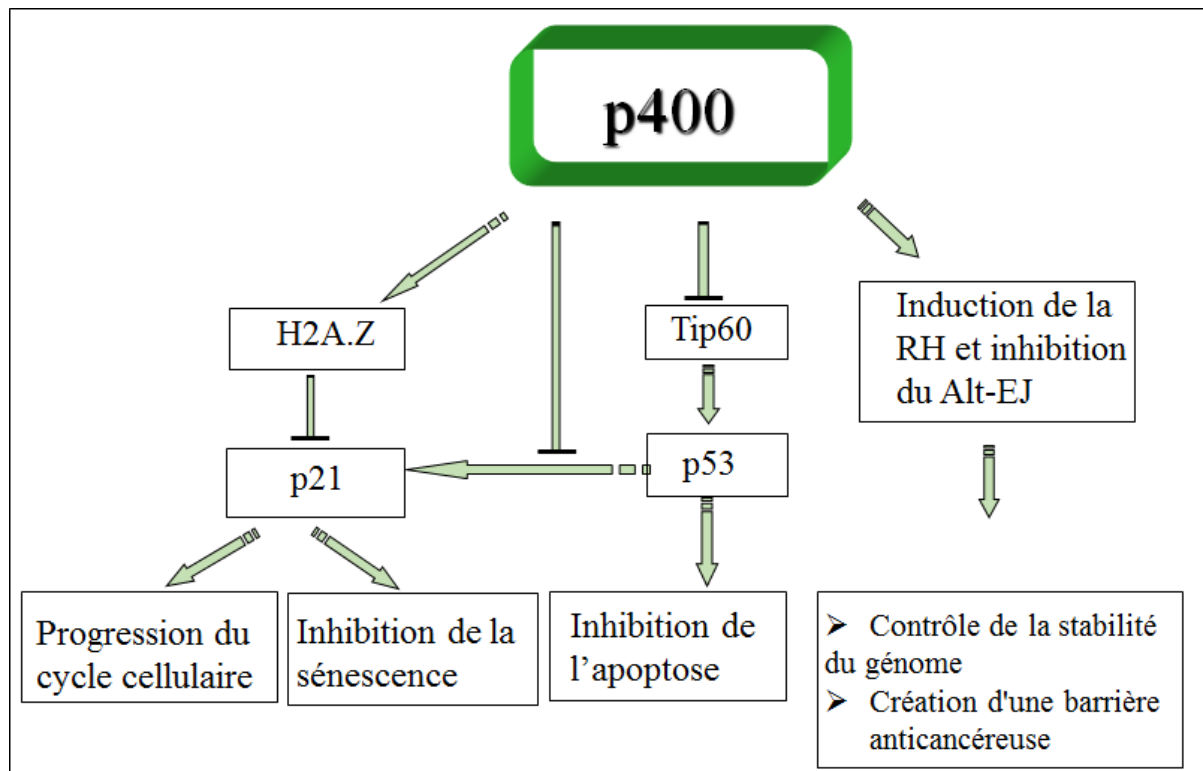 p400
H2A.Z
Tip60
Induction de la
RH et inhibition
du Alt-EJ
p21
p53
Progression du
cycle cellulaire
Inhibition de la
sénescence
Inhibition de
l’apoptose
➢ Contrôle de la stabilité
du génome
➢ Création d'une barrière
anticancéreuse